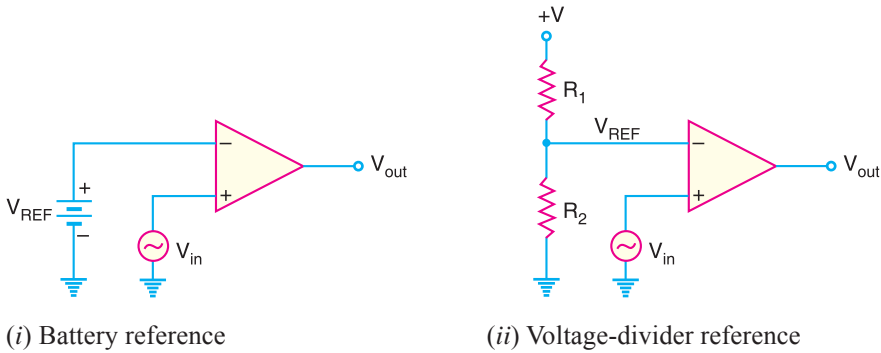 +V
R1
VREF
− +
Vout
VREF
+ −
Vin
R2
− +
Vout
Vin
(i) Battery reference
(ii) Voltage-divider reference